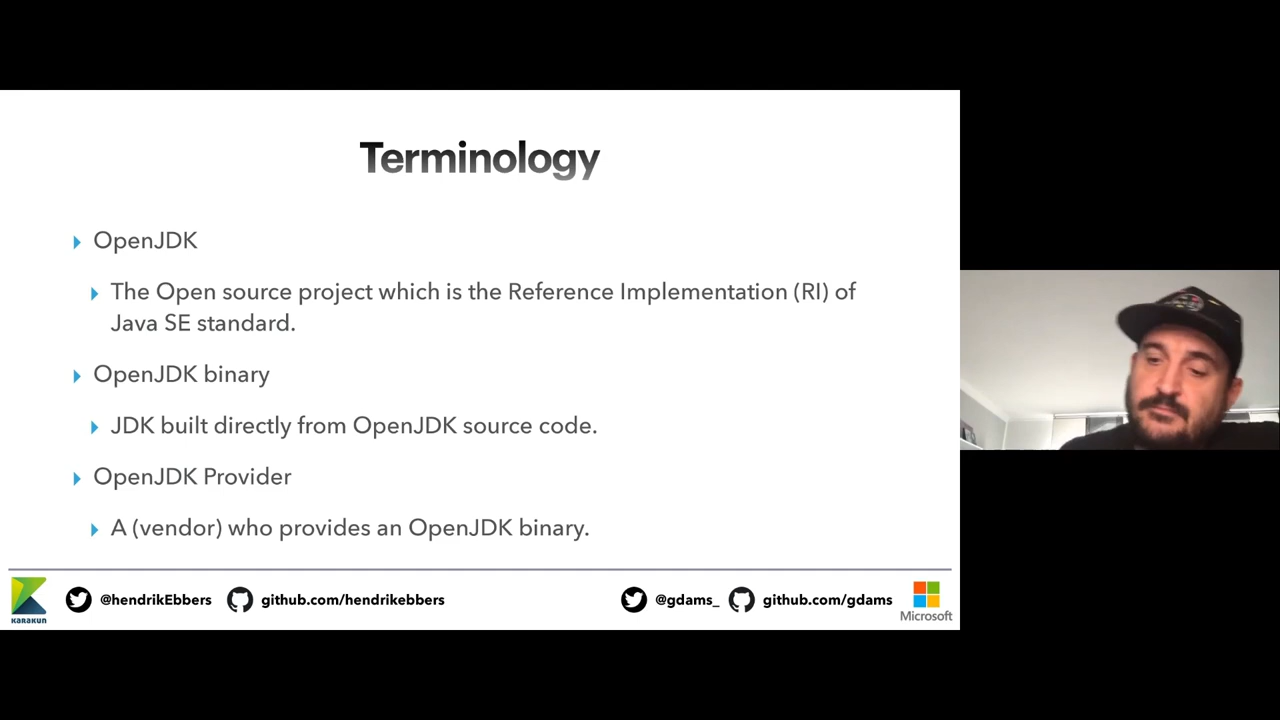 Terminology
OpenJDK
The Open source project which is the Reference Implementation (RI) of
Java SE standard.
OpenJDK binary
JDK built directly from OpenJDK source code.
OpenJDK Provider
A (vendor) who provides an OpenJDK binary.
@hendrikEbbers github.com/hendrikebbers @gdams_ github.com/gdams
KARAKUN
Microsoft